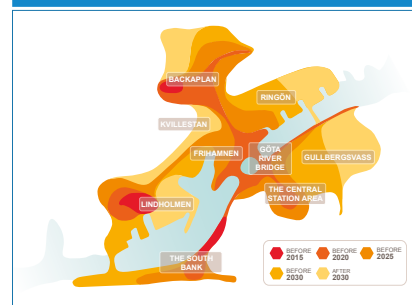 BACKAPLAN
RINGÖN
KVILLESTAN
FRIHAMNEN
GÖTA
RIVER
BRIDGE
GULLBERGSVASS
THE CENTRAL
STATION AREA
LINDHOLMEN
THE SOUTH
BANK
BEFORE
2015
BEFORE
2020
BEFORE
2025
BEFORE
2030
AFTER
2030